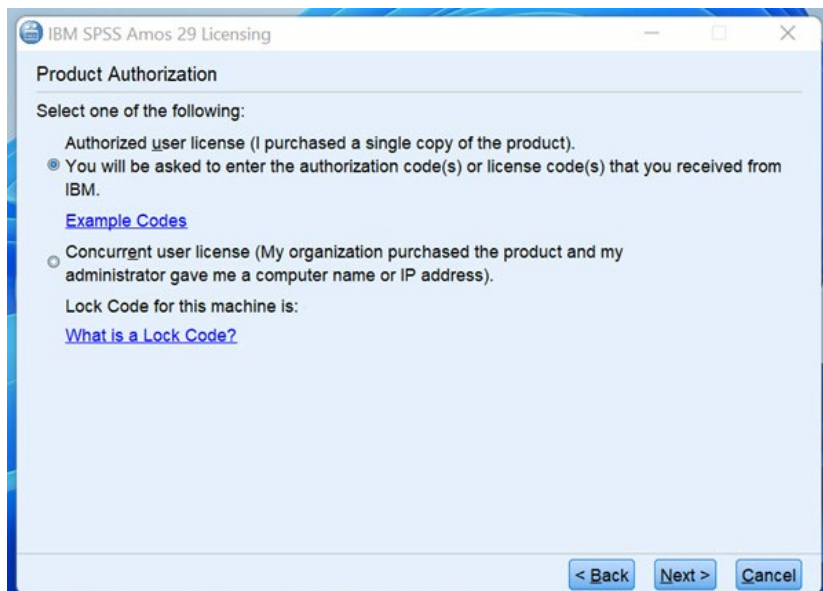 IBM SPSS Amos 29 Licensing
Product Authorization
Select one of the following:
Authorized user license (I purchased a single copy of the product).
You will be asked to enter the authorization code(s) or license code(s) that you received from
IBM.
Example Codes
Concurrent user license (My organization purchased the product and my
administrator gave me a computer name or IP address).
Lock Code for this machine is:
What is a Lock Code?
< Back Next > Cancel